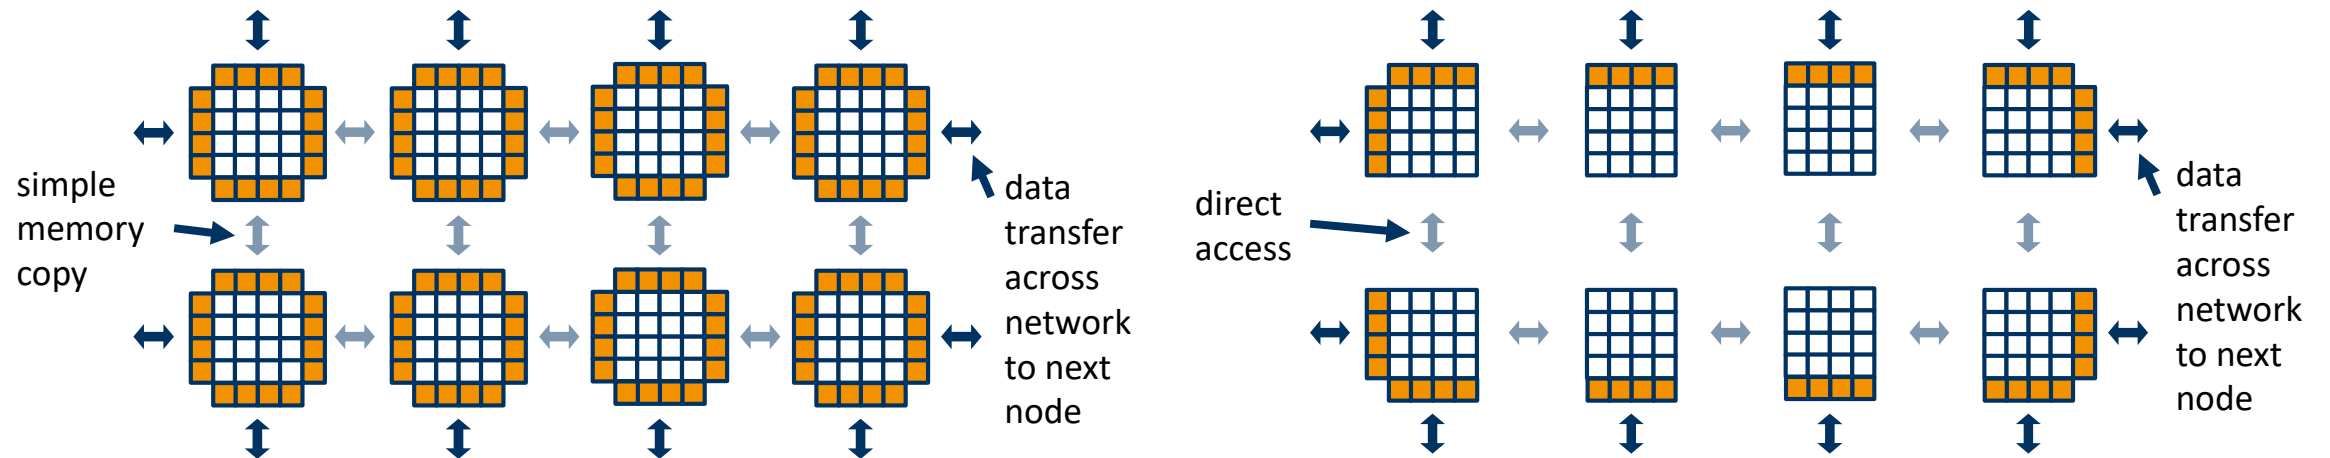 simple
memory
copy
data
transfer
across
network
to next
node
direct
access
data
transfer
across
network
to next
node